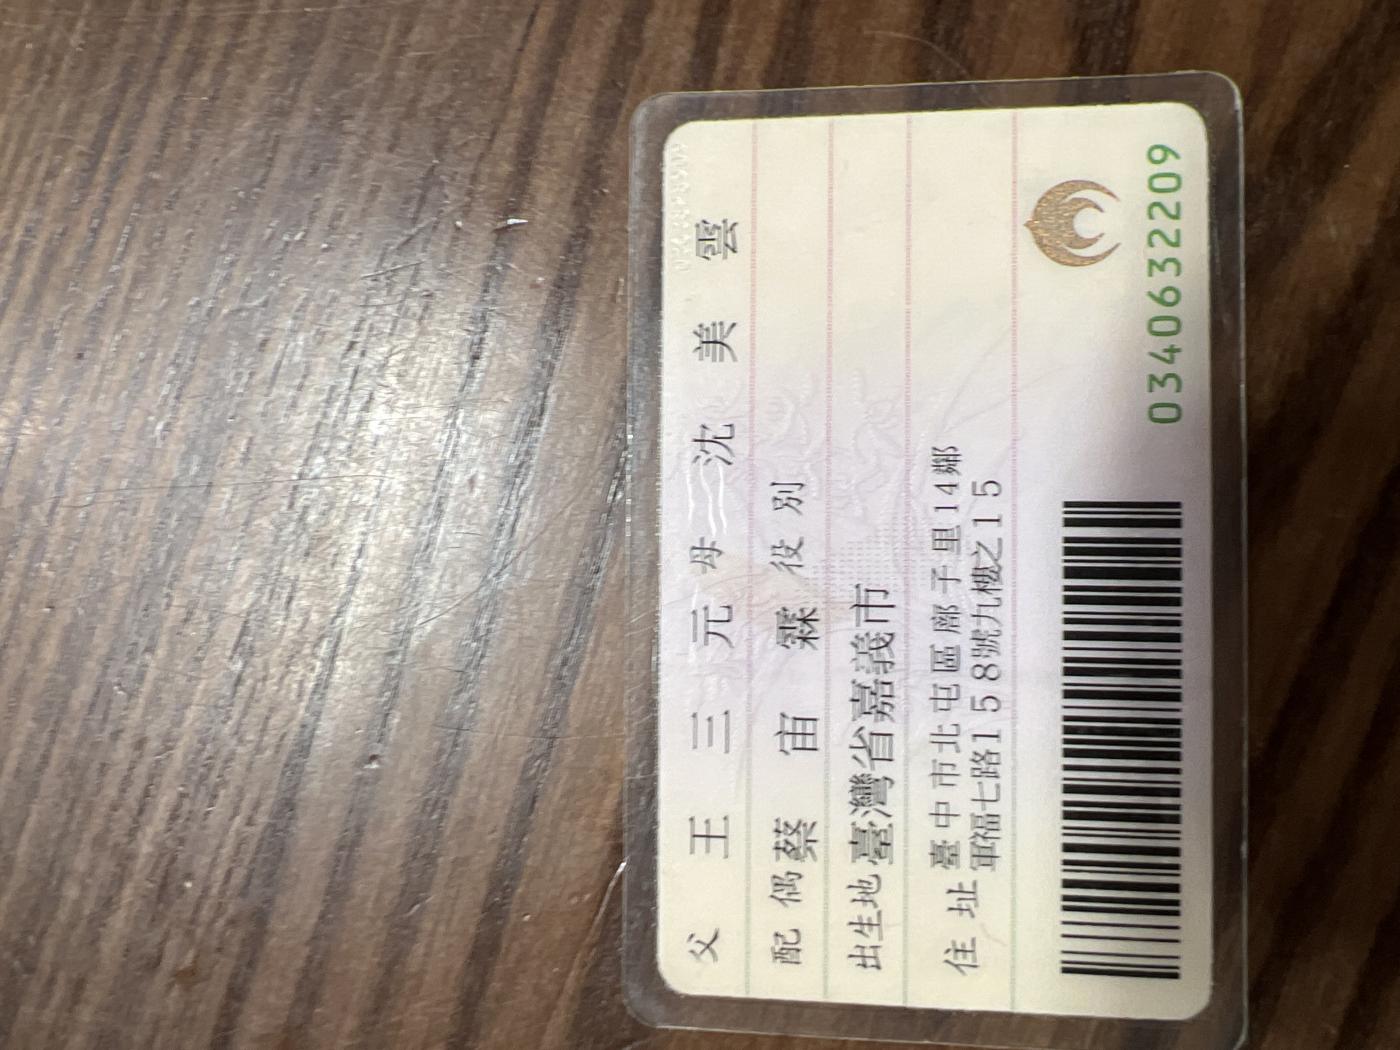 父 王 三 元 母 沈 美 雲
配偶 蔡 宙 霖 役別
出生地 臺灣省嘉義市
住址 臺中市北屯區廍子里14鄰
軍福七路158號九樓之15
0340632209